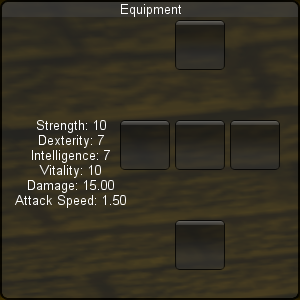 Equipment
Strength: 10
Dexterity: 7
Intelligence: 7
Vitality: 10
Damage: 15.00
Attack Speed: 1.50